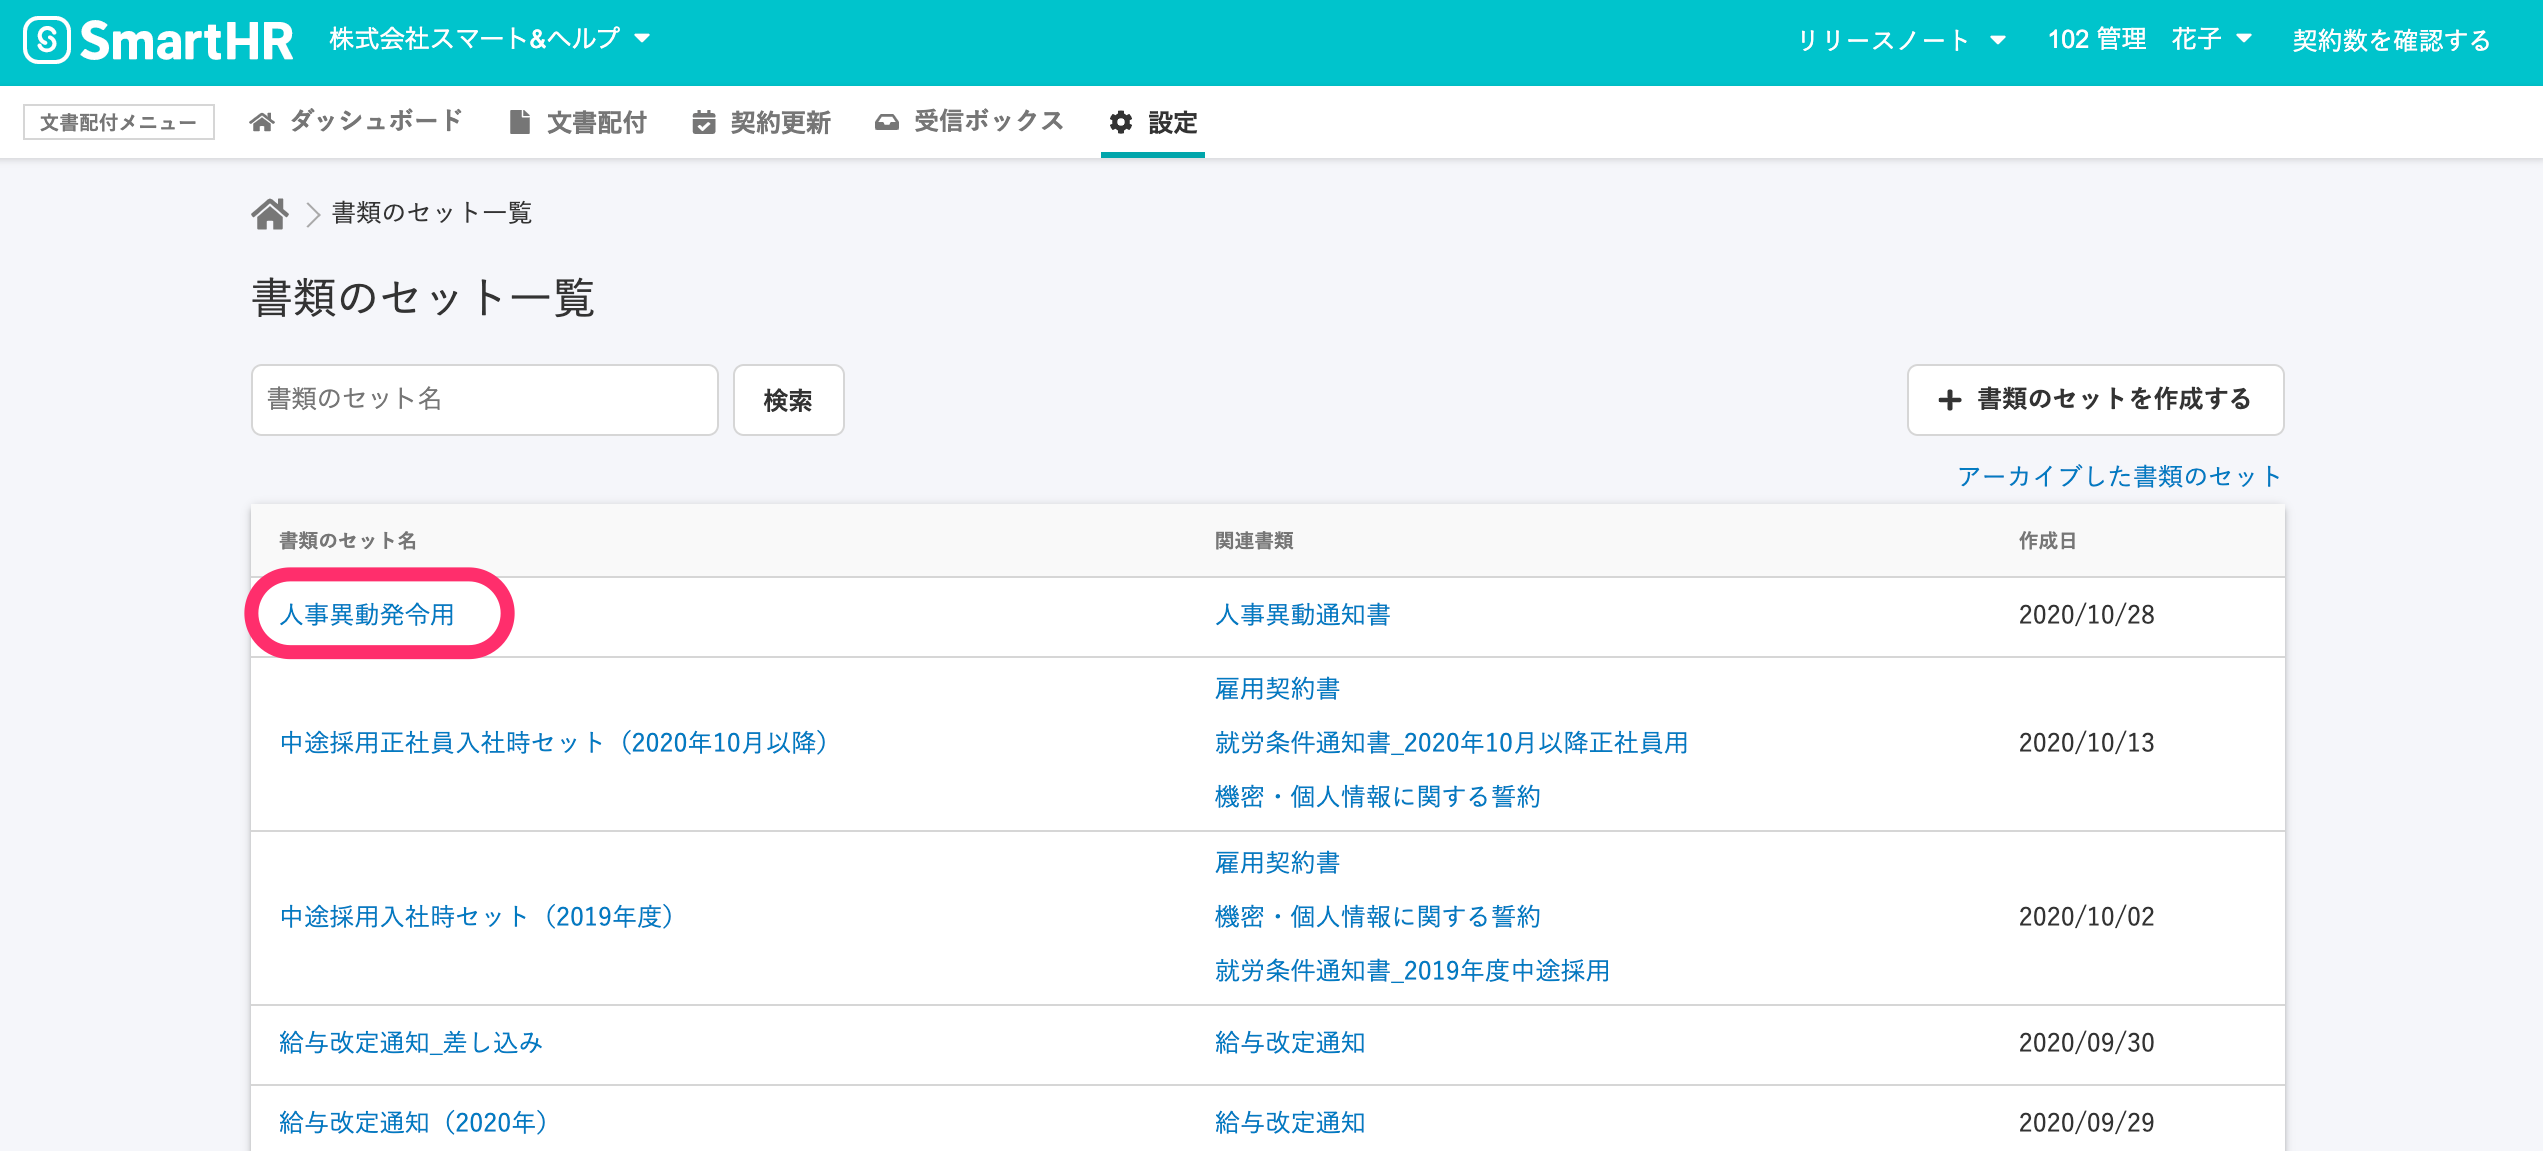 SmartHR 株式会社スマート&ヘルプ リリースノート 102 管理 花子 契約数を確認する
文書配付メニュー ダッシュボード 文書配付 契約更新 受信ボックス 設定
書類のセット一覧
書類のセット一覧
書類のセット名 検索 書類のセットを作成する
アーカイブした書類のセット
書類のセット名 関連書類 作成日
人事異動発令用 人事異動通知書 2020/10/28
雇用契約書
中途採用正社員入社時セット（2020年10月以降） 就労条件通知書_2020年10月以降正社員用 2020/10/13
機密・個人情報に関する誓約
雇用契約書
中途採用入社時セット（2019年度） 機密・個人情報に関する誓約 2020/10/02
就労条件通知書_2019年度中途採用
給与改定通知_差し込み 給与改定通知 2020/09/30
給与改定通知（2020年） 給与改定通知 2020/09/29